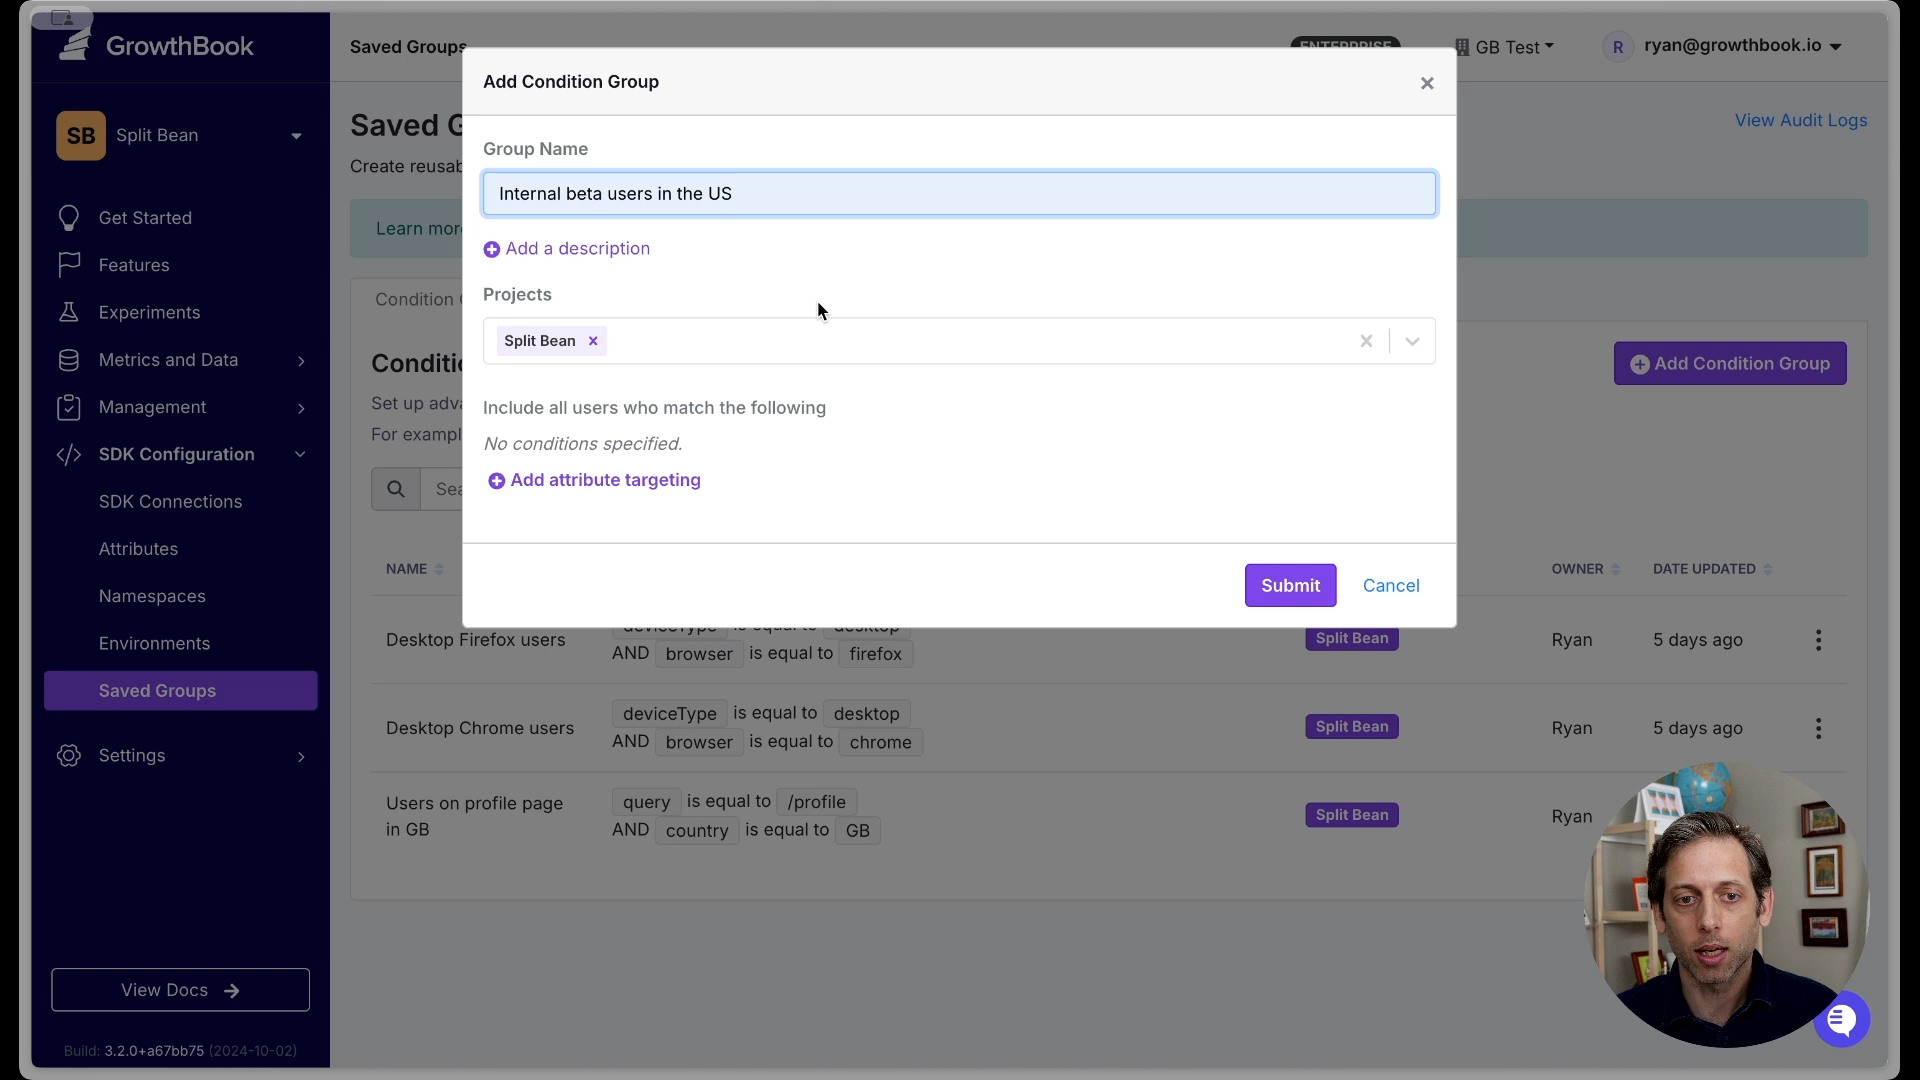 GrowthBook
Saved Groups
ENTERPRISE
GB Test
R
ryan@growthbook.io
SB
Split Bean
Get Started
Features
Experiments
Metrics and Data
Management
SDK Configuration
SDK Connections
Attributes
Namespaces
Environments
Saved Groups
Settings
View Docs
Build: 3.2.0+a67bb75 (2024-10-02)
Saved G
View Audit Logs
Create reusab
Learn mor
Condition
Conditio
Add Condition Group
Set up adva
For exampl
Sea
Add Condition Group
Group Name
Internal beta users in the US
Add a description
Projects
Split Bean
Include all users who match the following
No conditions specified.
Add attribute targeting
Submit
Cancel
NAME
OWNER
DATE UPDATED
Desktop Firefox users
deviceType is equal to desktop
AND browser is equal to firefox
Split Bean
Ryan
5 days ago
Desktop Chrome users
deviceType is equal to desktop
AND browser is equal to chrome
Split Bean
Ryan
5 days ago
Users on profile page
in GB
query is equal to /profile
AND country is equal to GB
Split Bean
Ryan